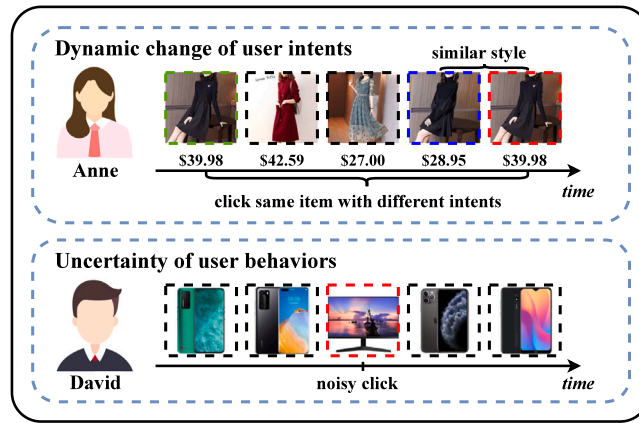 Dynamic change of user intents
similar style
Anne
$39.98
$42.59
$27.00
$28.95
$39.98
time
click same item with different intents
Uncertainty of user behaviors
David
noisy click
time